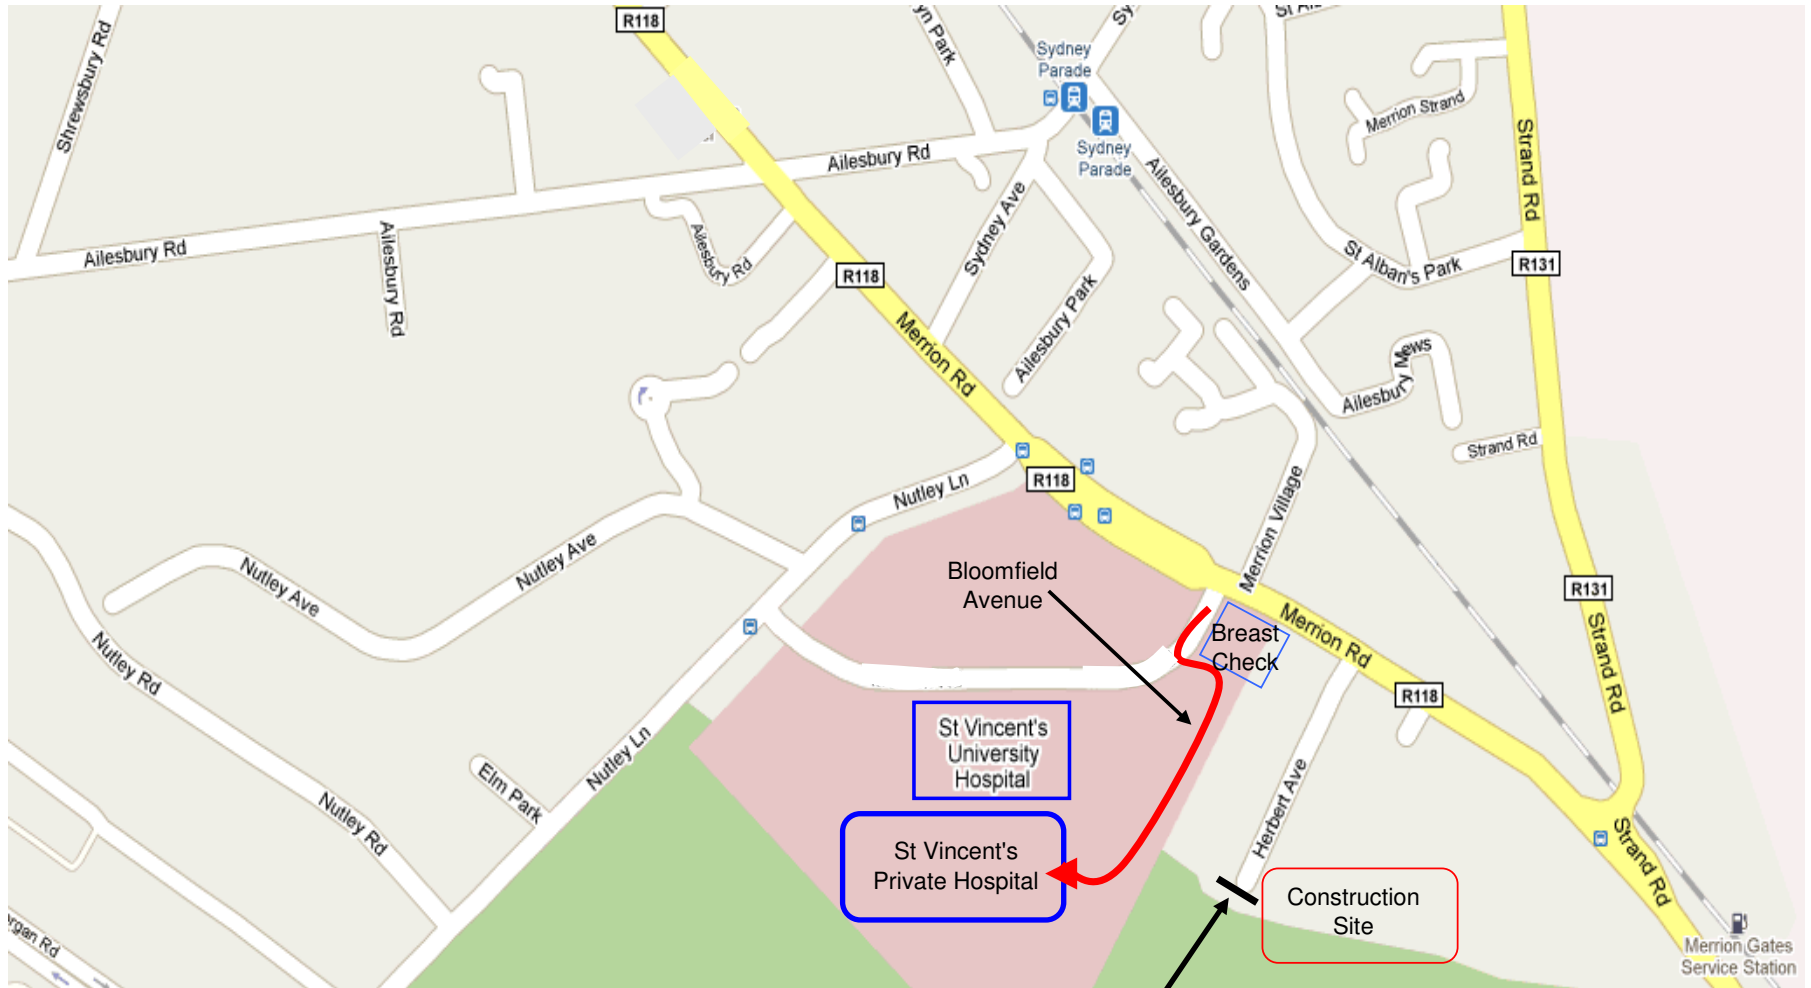 R118
Shrewsbury Rd
Sydney
Parade
Sydney
Parade
Merrion Strand
Strand Rd
Ailesbury Rd
Ailesbury Rd
Ailesbury Rd
Ailesbury Rd
Sydney Ave
Ailesbury Gardens
St Alban's Park
R131
R118
Merrion Rd
Ailesbury Park
Ailesbury Mews
Strand Rd
Nutley Ln
R118
Merrion Village
Nutley Ave
Nutley Ave
Bloomfield
Avenue
R131
Breast
Check
Merrion Rd
Strand Rd
Nutley Rd
R118
St Vincent's
University
Hospital
Nutley Ln
Elm Park
Nutley Rd
Herbert Ave
St Vincent's
Private Hospital
Construction
Site
Strand Rd
Merrion Gates
Service Station